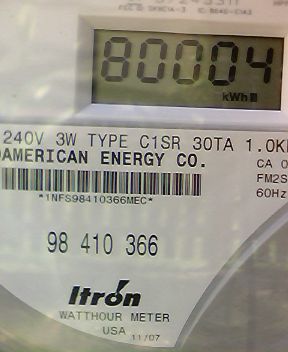 80004
kWh
240V 3W TYPE C1SR 30TA 1.0K
AMERICAN ENERGY CO.
CA 0
FM2S
60Hz
*1NFS98410366MEC*
98 410 366
Itron
WATTHOUR METER
USA 11/07